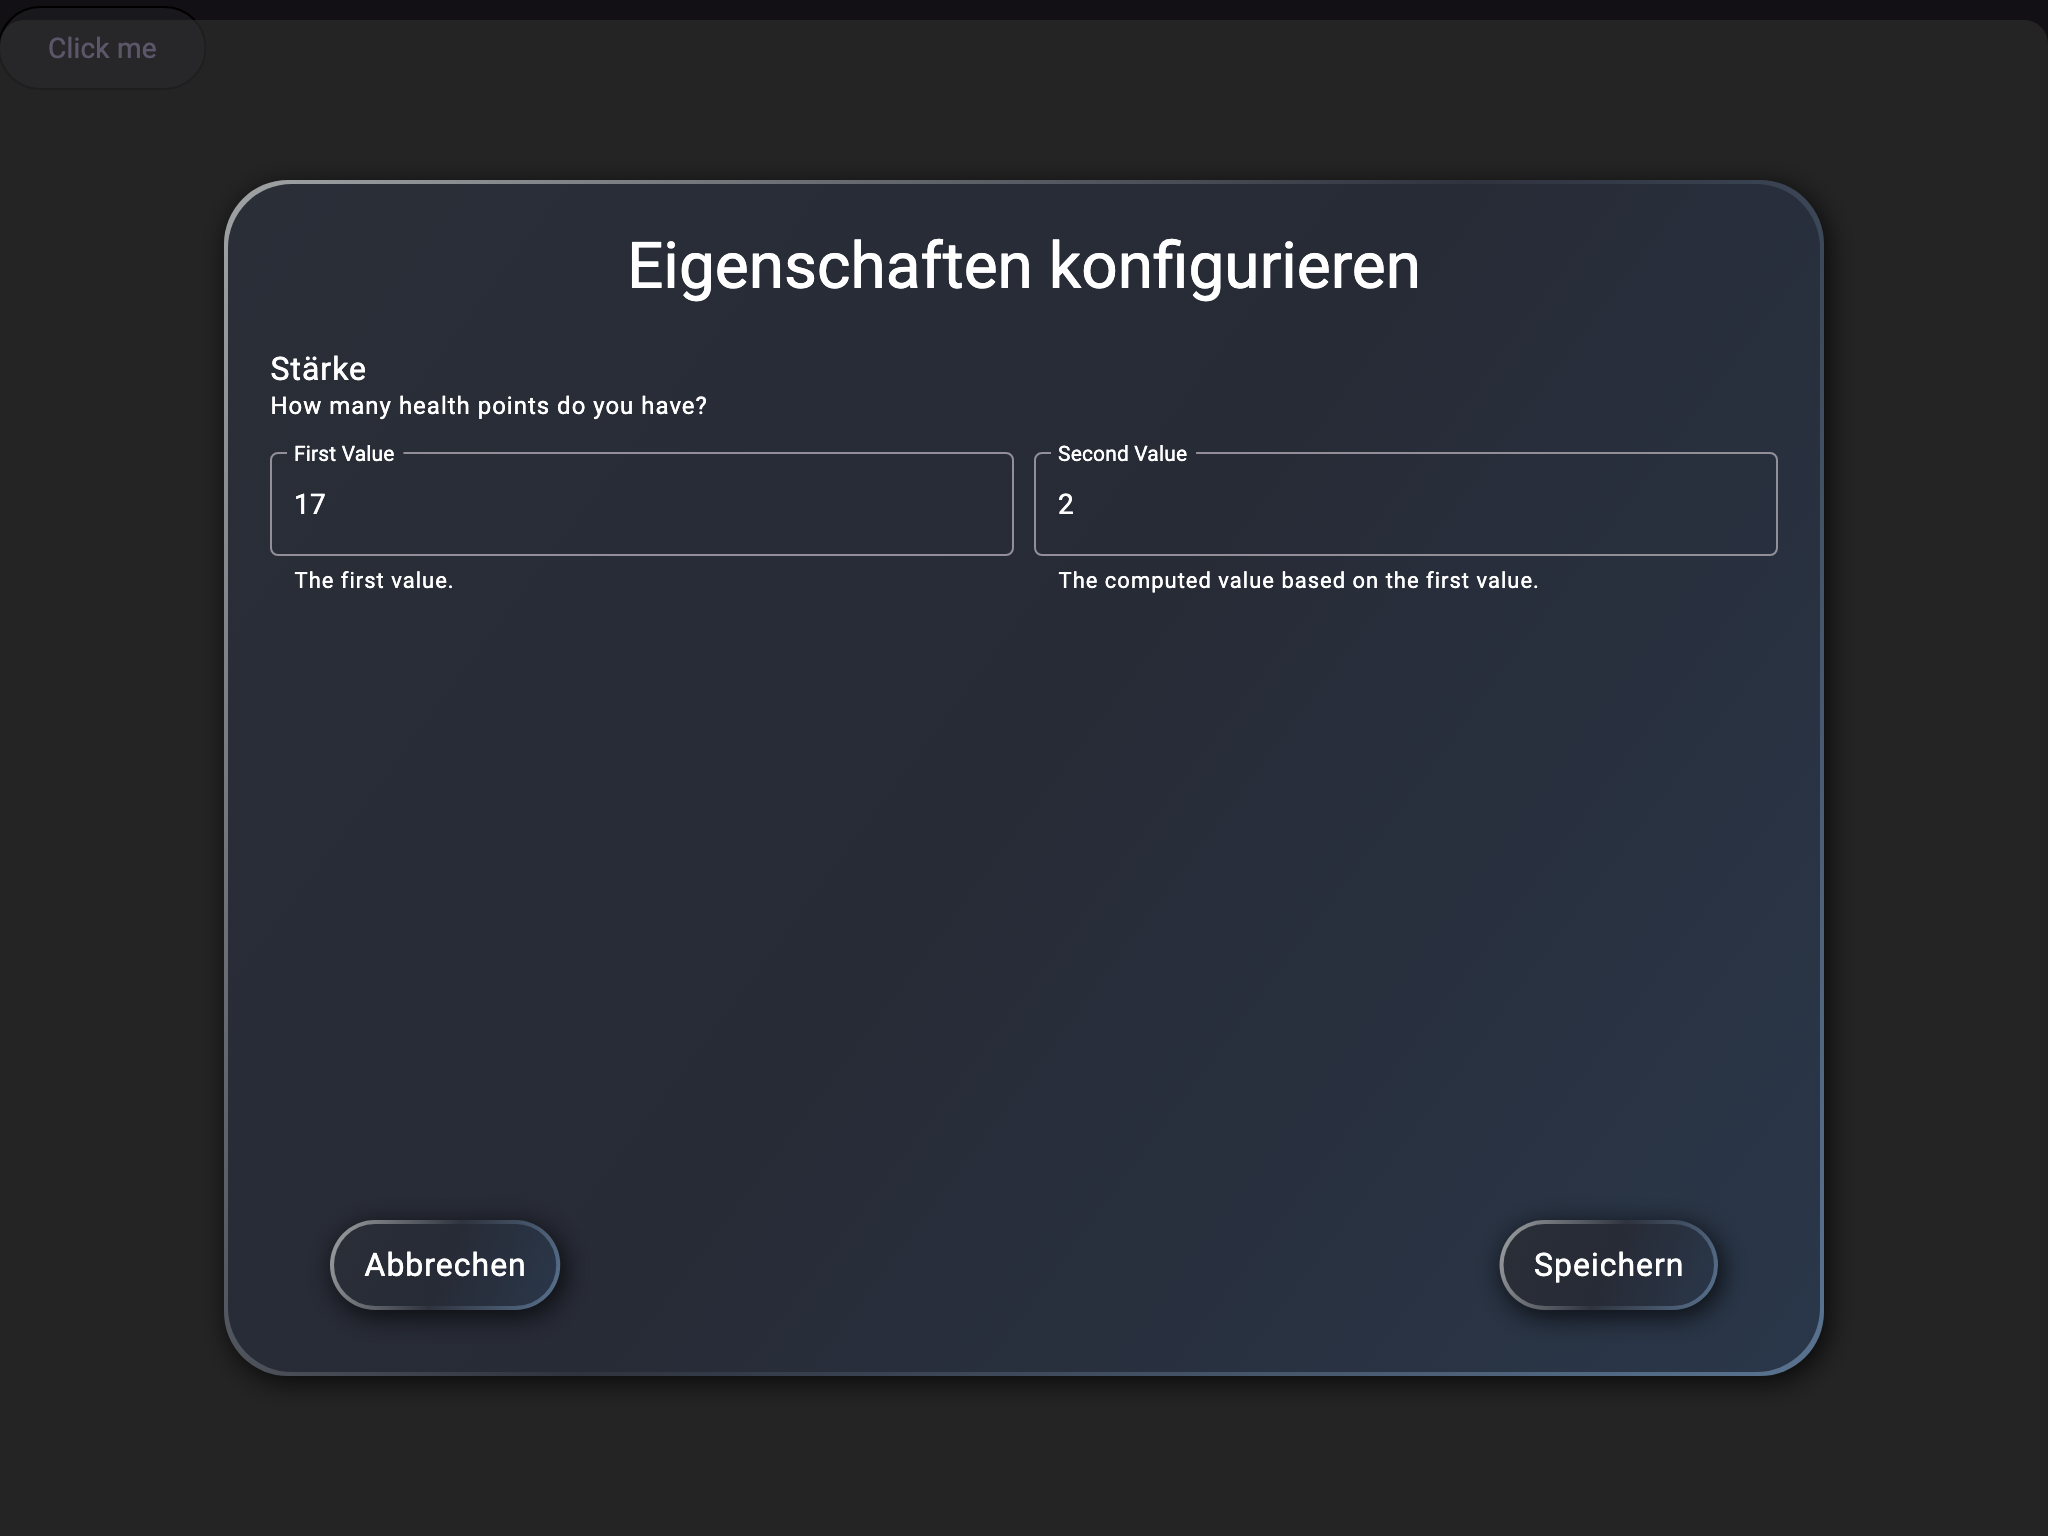 Click me
Eigenschaften konfigurieren
Stärke
How many health points do you have?
First Value
17
The first value.
Second Value
2
The computed value based on the first value.
Abbrechen
Speichern